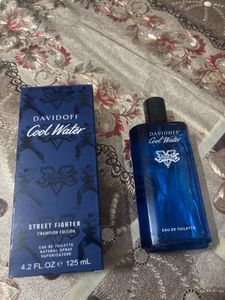 DAVIDOFF
Cool Water
STREET FIGHTER
CHAMPION EDITION
EAU DE TOILETTE
NATURAL SPRAY
VAPORISATEUR
4.2 FL.OZ e 125 mL
DAVIDOFF
Cool Water
EAU DE TOILETTE